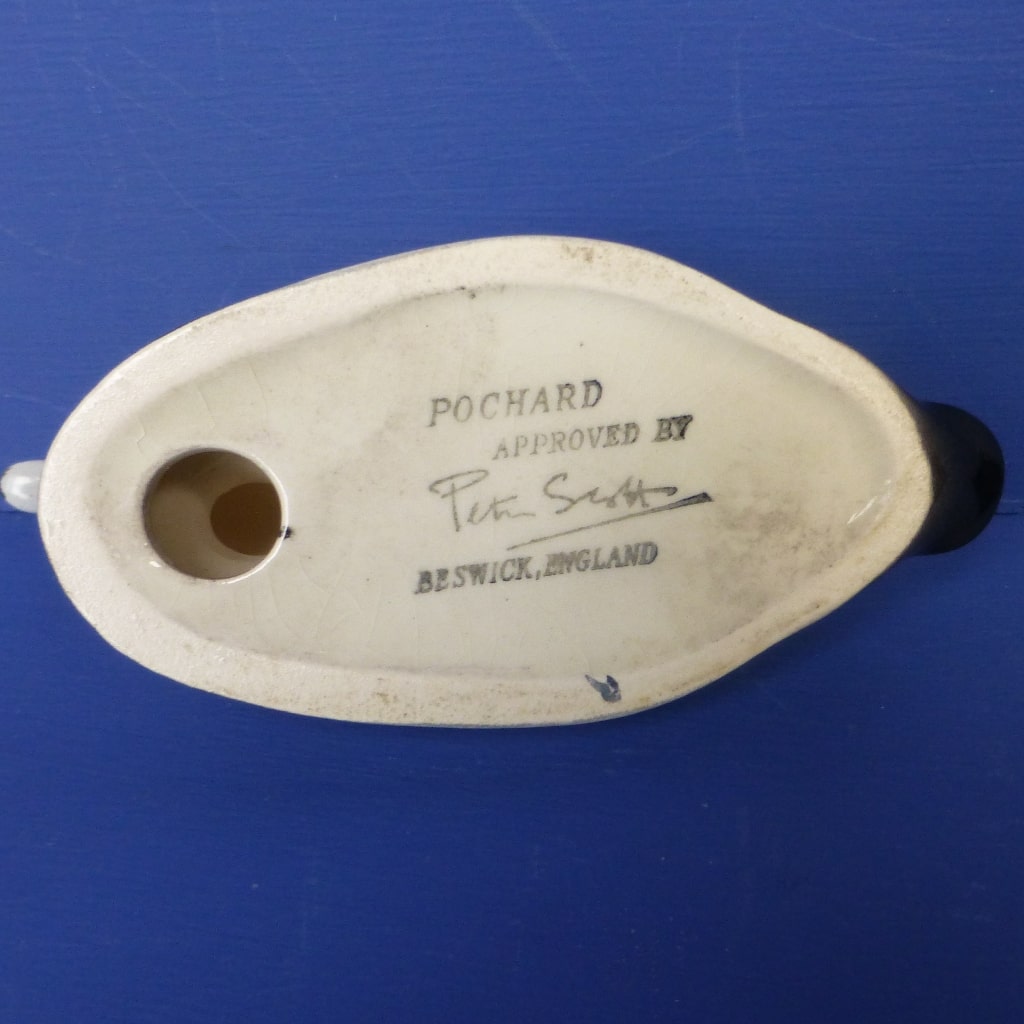 POCHARD
APPROVED BY
Peter Scott
BESWICK, ENGLAND